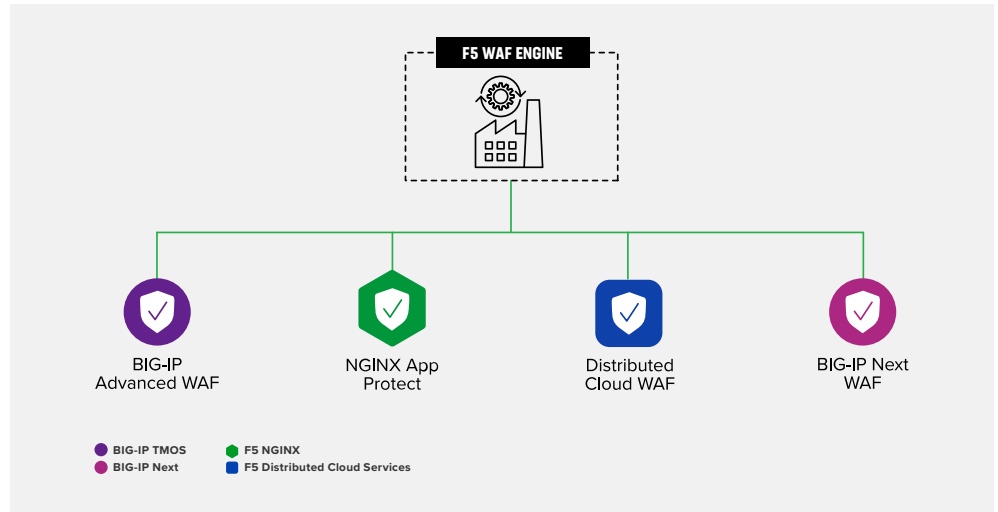 F5 WAF ENGINE
BIG-IP
Advanced WAF
NGINX App
Protect
Distributed
Cloud WAF
BIG-IP Next
WAF
BIG-IP TMOS
BIG-IP Next
F5 NGINX
F5 Distributed Cloud Services